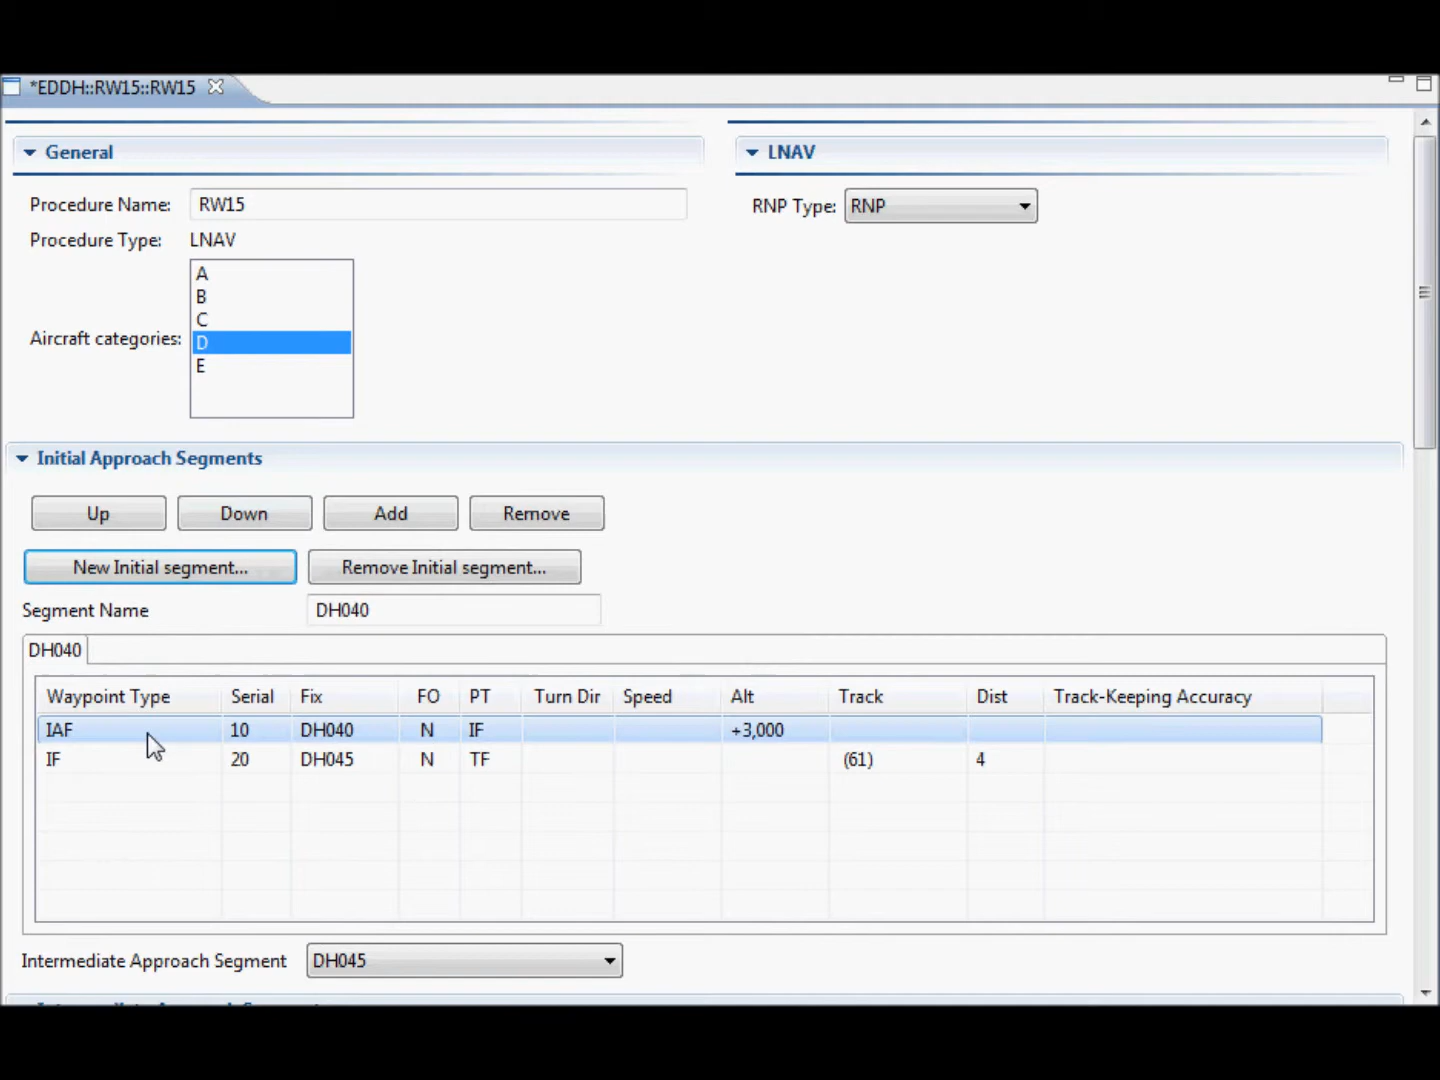 *EDDH::RW15::RW15
General
LNAV
Procedure Name: RW15
RNP Type: RNP
Procedure Type: LNAV
Aircraft categories:
A
B
C
D
E
Initial Approach Segments
Up Down Add Remove
New Initial segment... Remove Initial segment...
Segment Name DH040
DH040
Waypoint Type Serial Fix FO PT Turn Dir Speed Alt Track Dist Track-Keeping Accuracy
IAF 10 DH040 N IF +3,000
IF 20 DH045 N TF (61) 4
Intermediate Approach Segment DH045